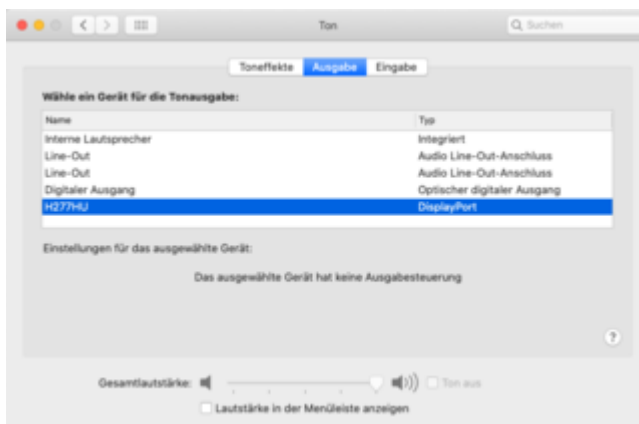 Ton
Suchen
Toneffekte Ausgabe Eingabe
Wähle ein Gerät für die Tonausgabe:
Name Typ
Interne Lautsprecher Integriert
Line-Out Audio Line-Out-Anschluss
Line-Out Audio Line-Out-Anschluss
Digitaler Ausgang Optischer digitaler Ausgang
H277HU DisplayPort
Einstellungen für das ausgewählte Gerät:
Das ausgewählte Gerät hat keine Ausgabesteuerung
?
Gesamtlautstärke: Ton aus
Lautstärke in der Menüleiste anzeigen